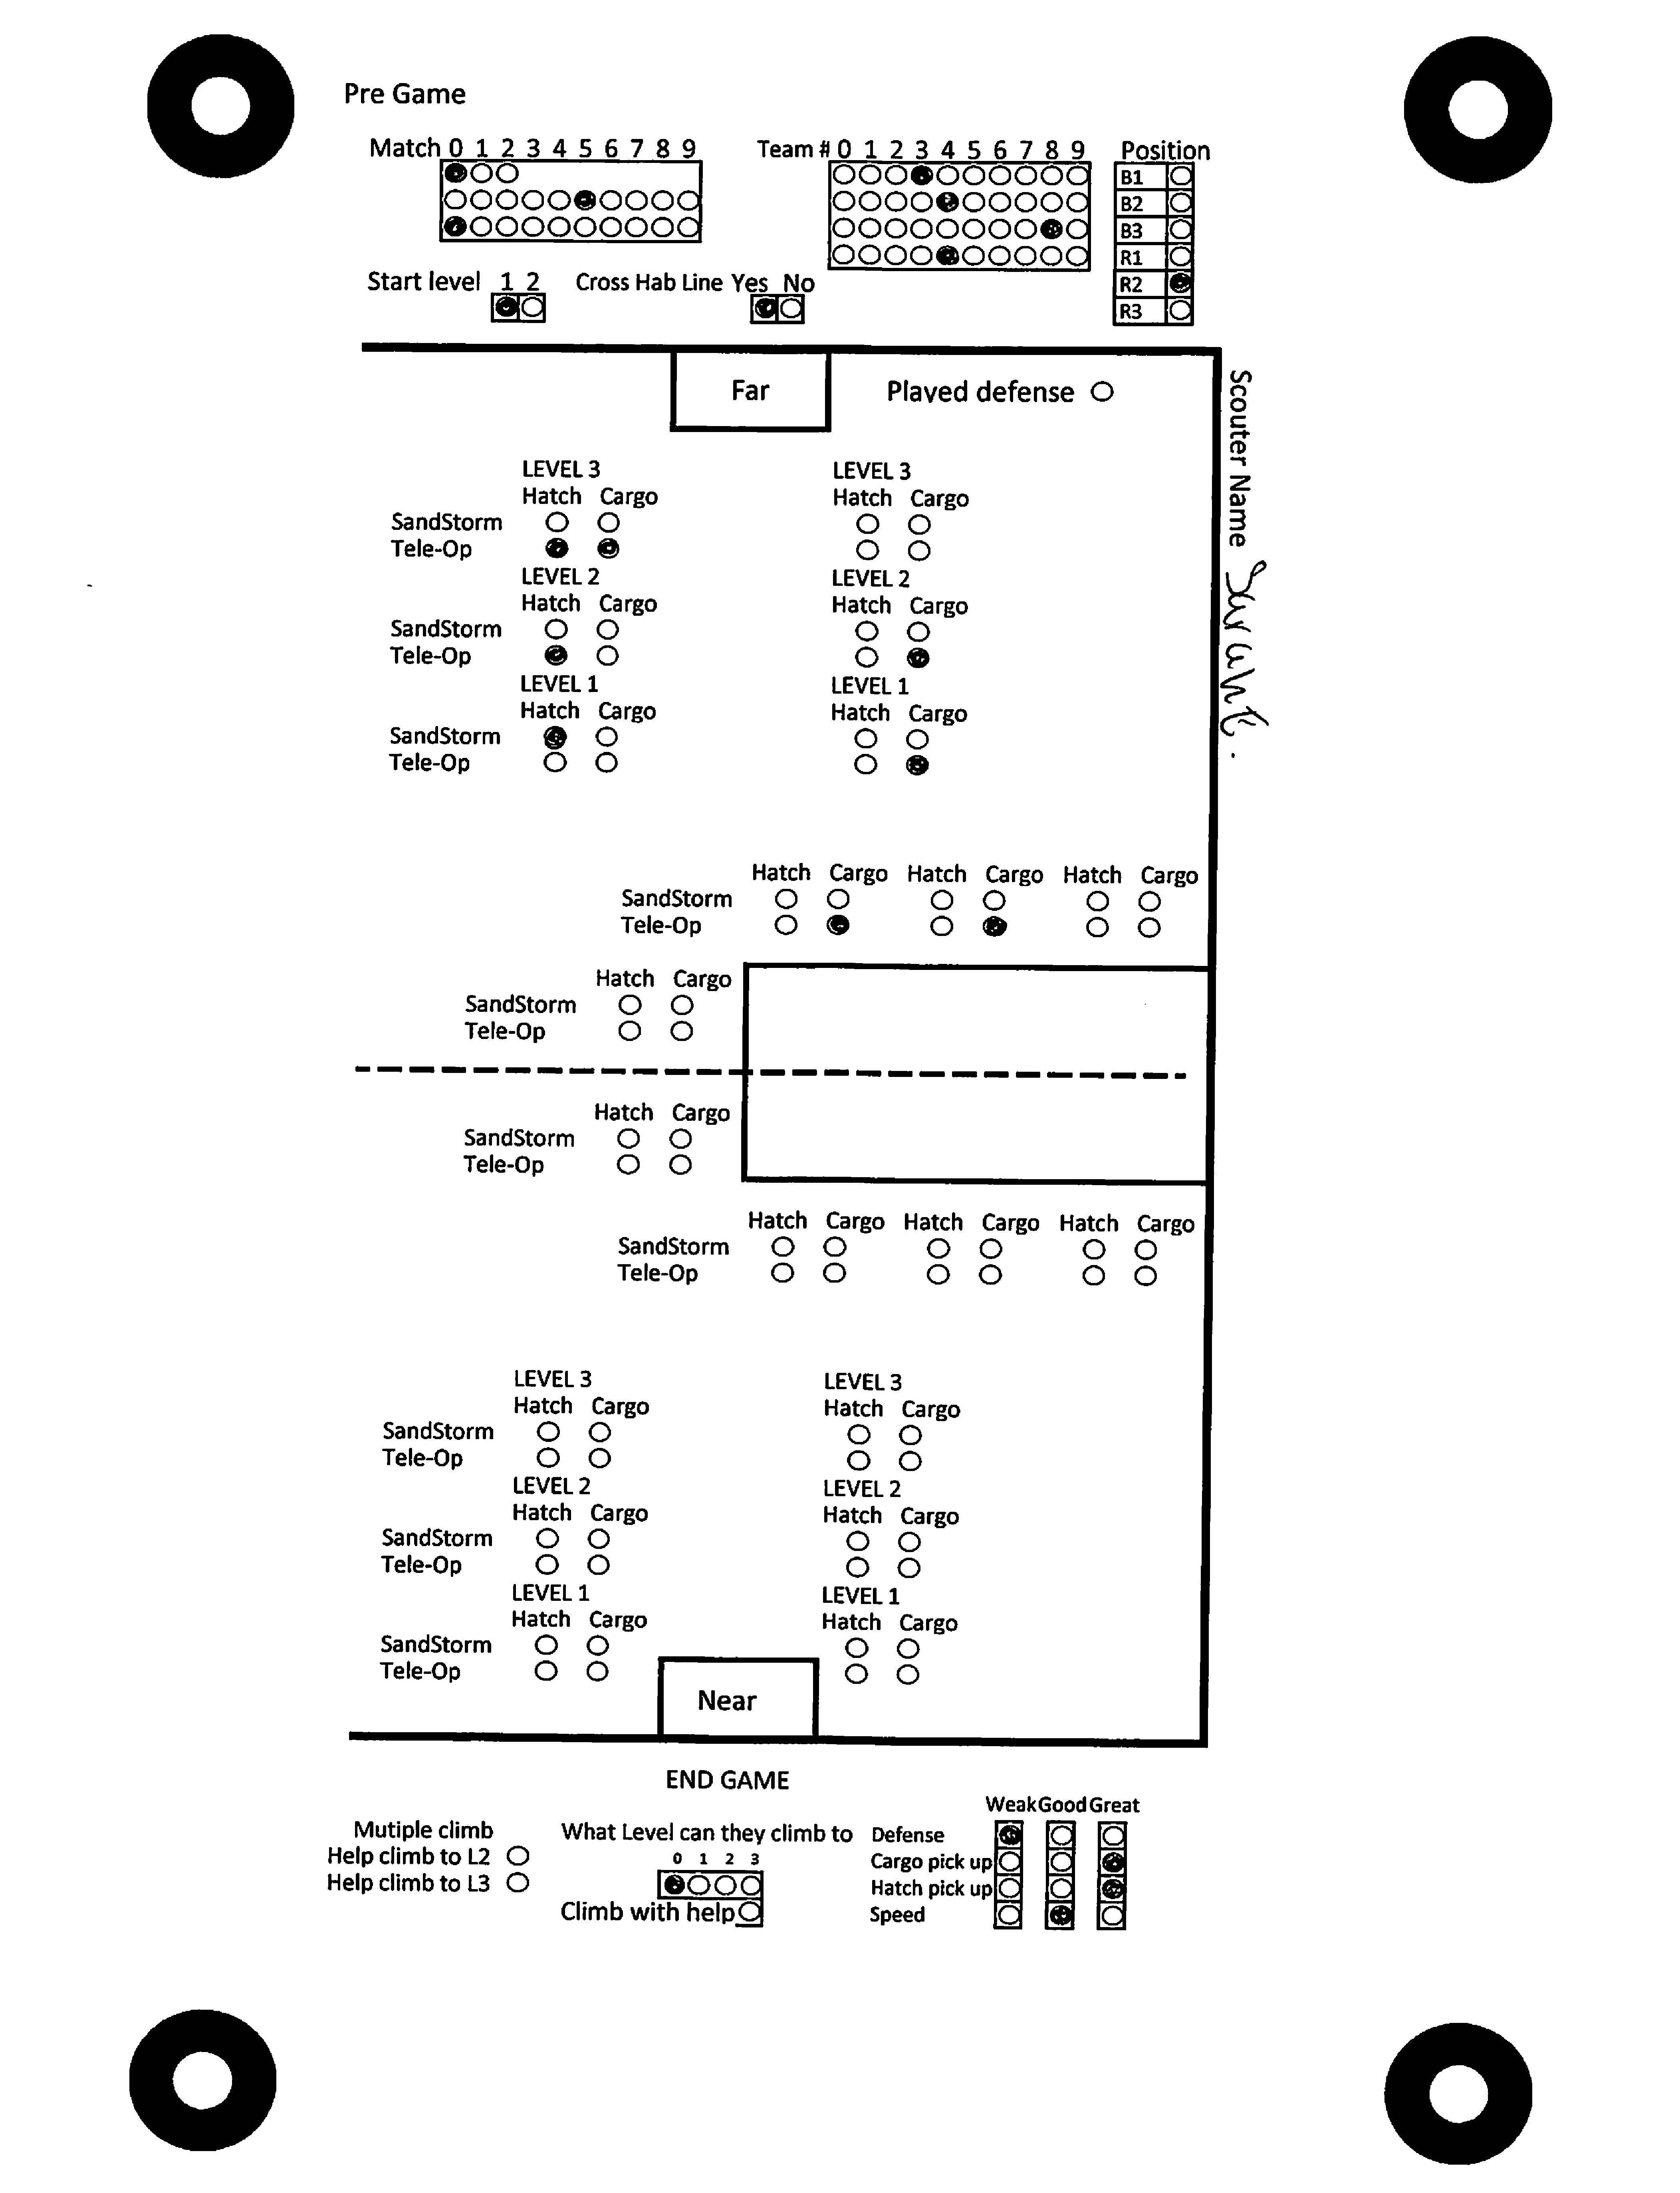 Pre Game
Match 0 1 2 3 4 5 6 7 8 9
Team # 0 1 2 3 4 5 6 7 8 9
Position
B1
B2
B3
R1
R2
R3
Start level 1 2
Cross Hab Line Yes No
Far
Played defense
Scouter Name
LEVEL 3 LEVEL 3
Hatch Cargo Hatch Cargo
SandStorm
Tele-Op
LEVEL 2 LEVEL 2
Hatch Cargo Hatch Cargo
SandStorm
Tele-Op
LEVEL 1 LEVEL 1
Hatch Cargo Hatch Cargo
SandStorm
Tele-Op
Hatch Cargo Hatch Cargo Hatch Cargo
SandStorm
Tele-Op
Hatch Cargo
SandStorm
Tele-Op
Hatch Cargo
SandStorm
Tele-Op
Hatch Cargo Hatch Cargo Hatch Cargo
SandStorm
Tele-Op
LEVEL 3 LEVEL 3
Hatch Cargo Hatch Cargo
SandStorm
Tele-Op
LEVEL 2 LEVEL 2
Hatch Cargo Hatch Cargo
SandStorm
Tele-Op
LEVEL 1 LEVEL 1
Hatch Cargo Hatch Cargo
SandStorm
Tele-Op
Near
END GAME
Mutiple climb
Help climb to L2
Help climb to L3
What Level can they climb to
0 1 2 3
Climb with help
Weak Good Great
Defense
Cargo pick up
Hatch pick up
Speed